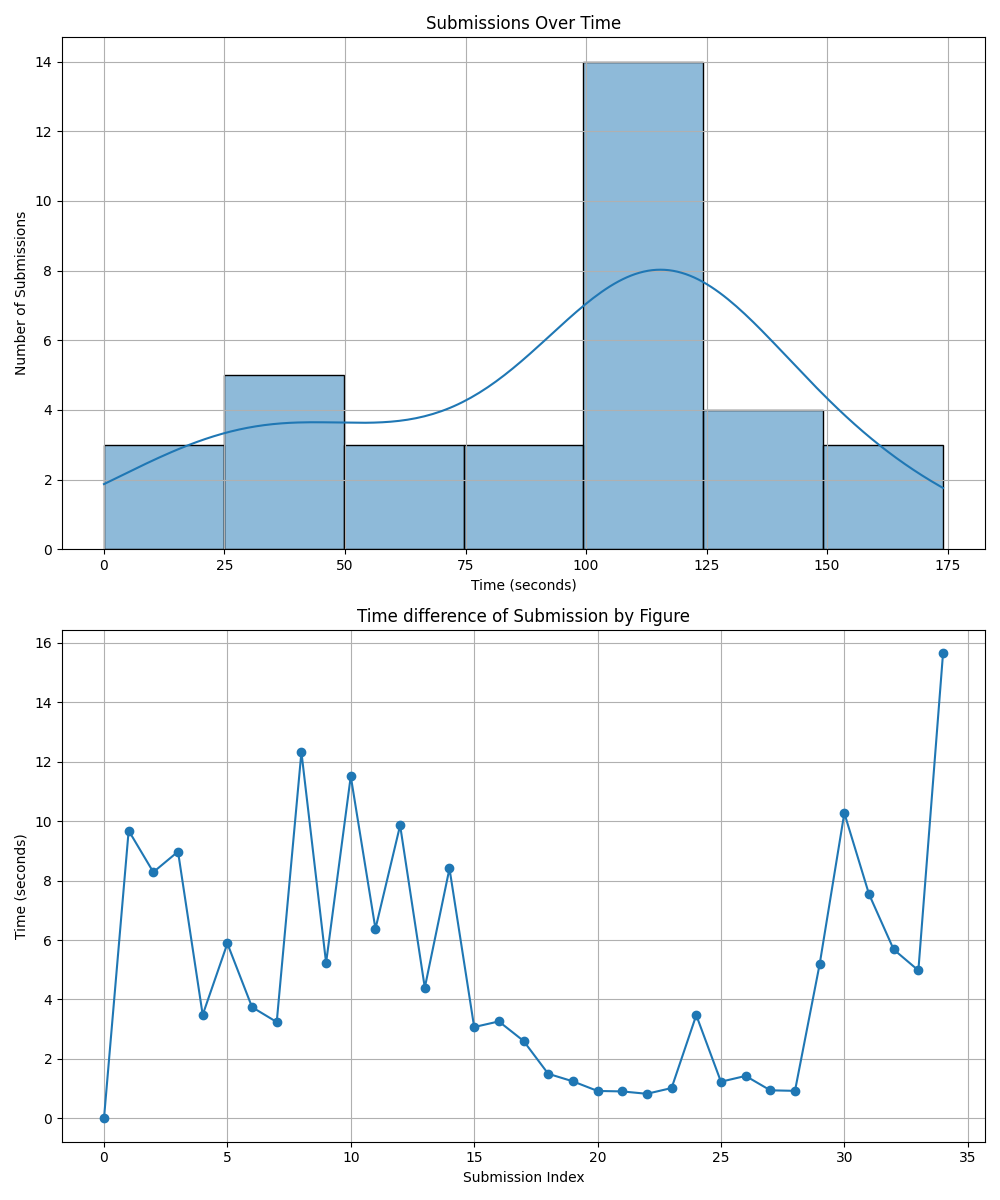 Submissions Over Time
14
12
10
8
6
4
2
0
Number of Submissions
0 25 50 75 100 125 150 175
Time (seconds)
Time difference of Submission by Figure
16
14
12
10
8
6
4
2
0
Time (seconds)
0 5 10 15 20 25 30 35
Submission Index